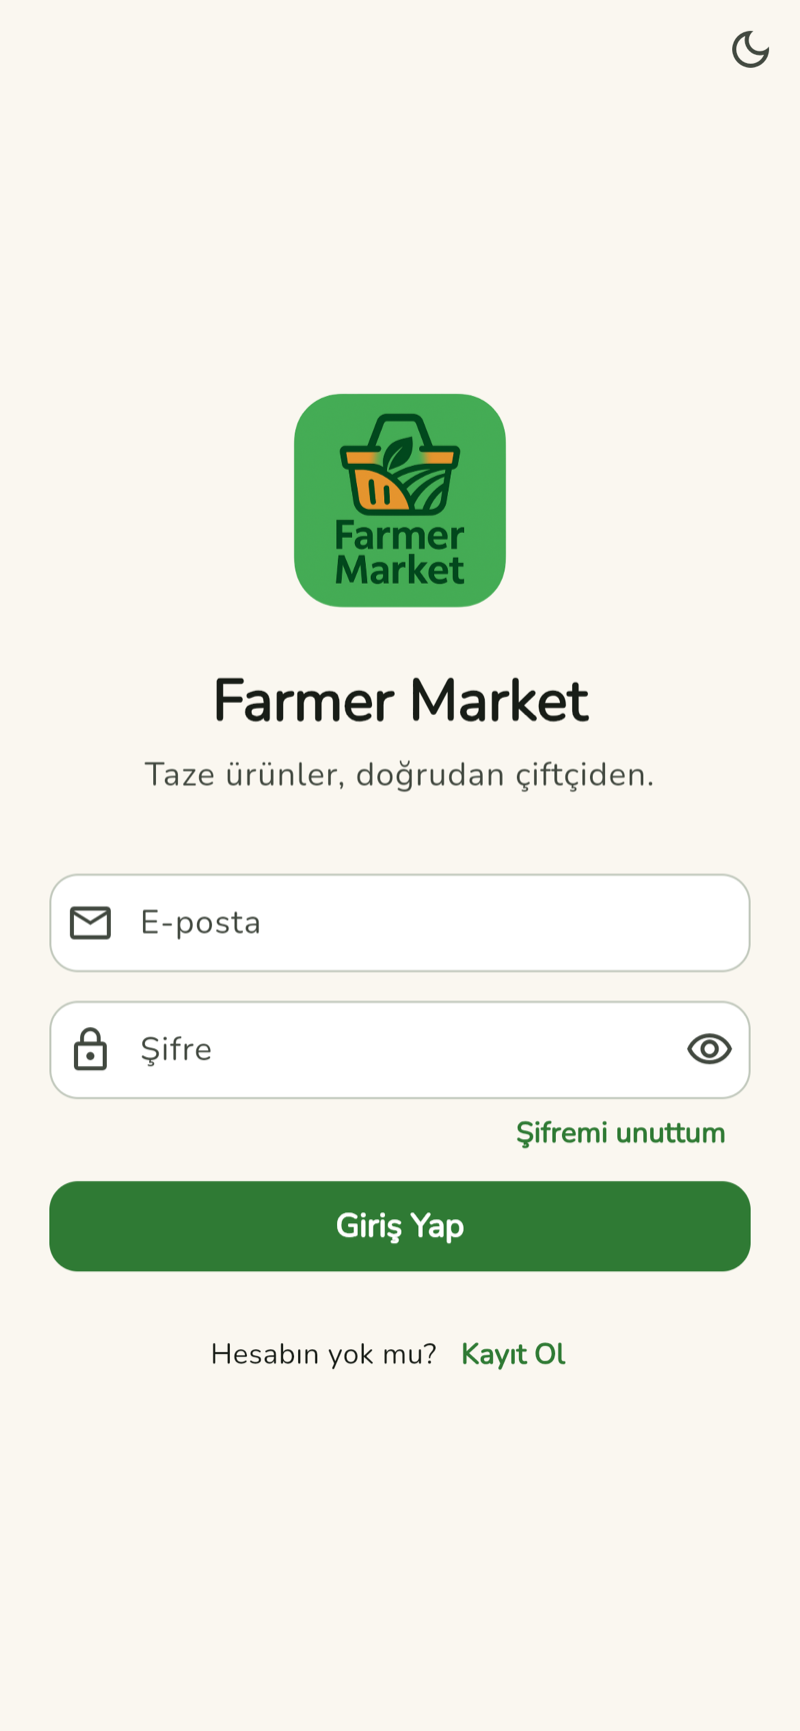 Farmer
Market
Farmer Market
Taze ürünler, doğrudan çiftçiden.
E-posta
Şifre
Şifremi unuttum
Giriş Yap
Hesabın yok mu? Kayıt Ol